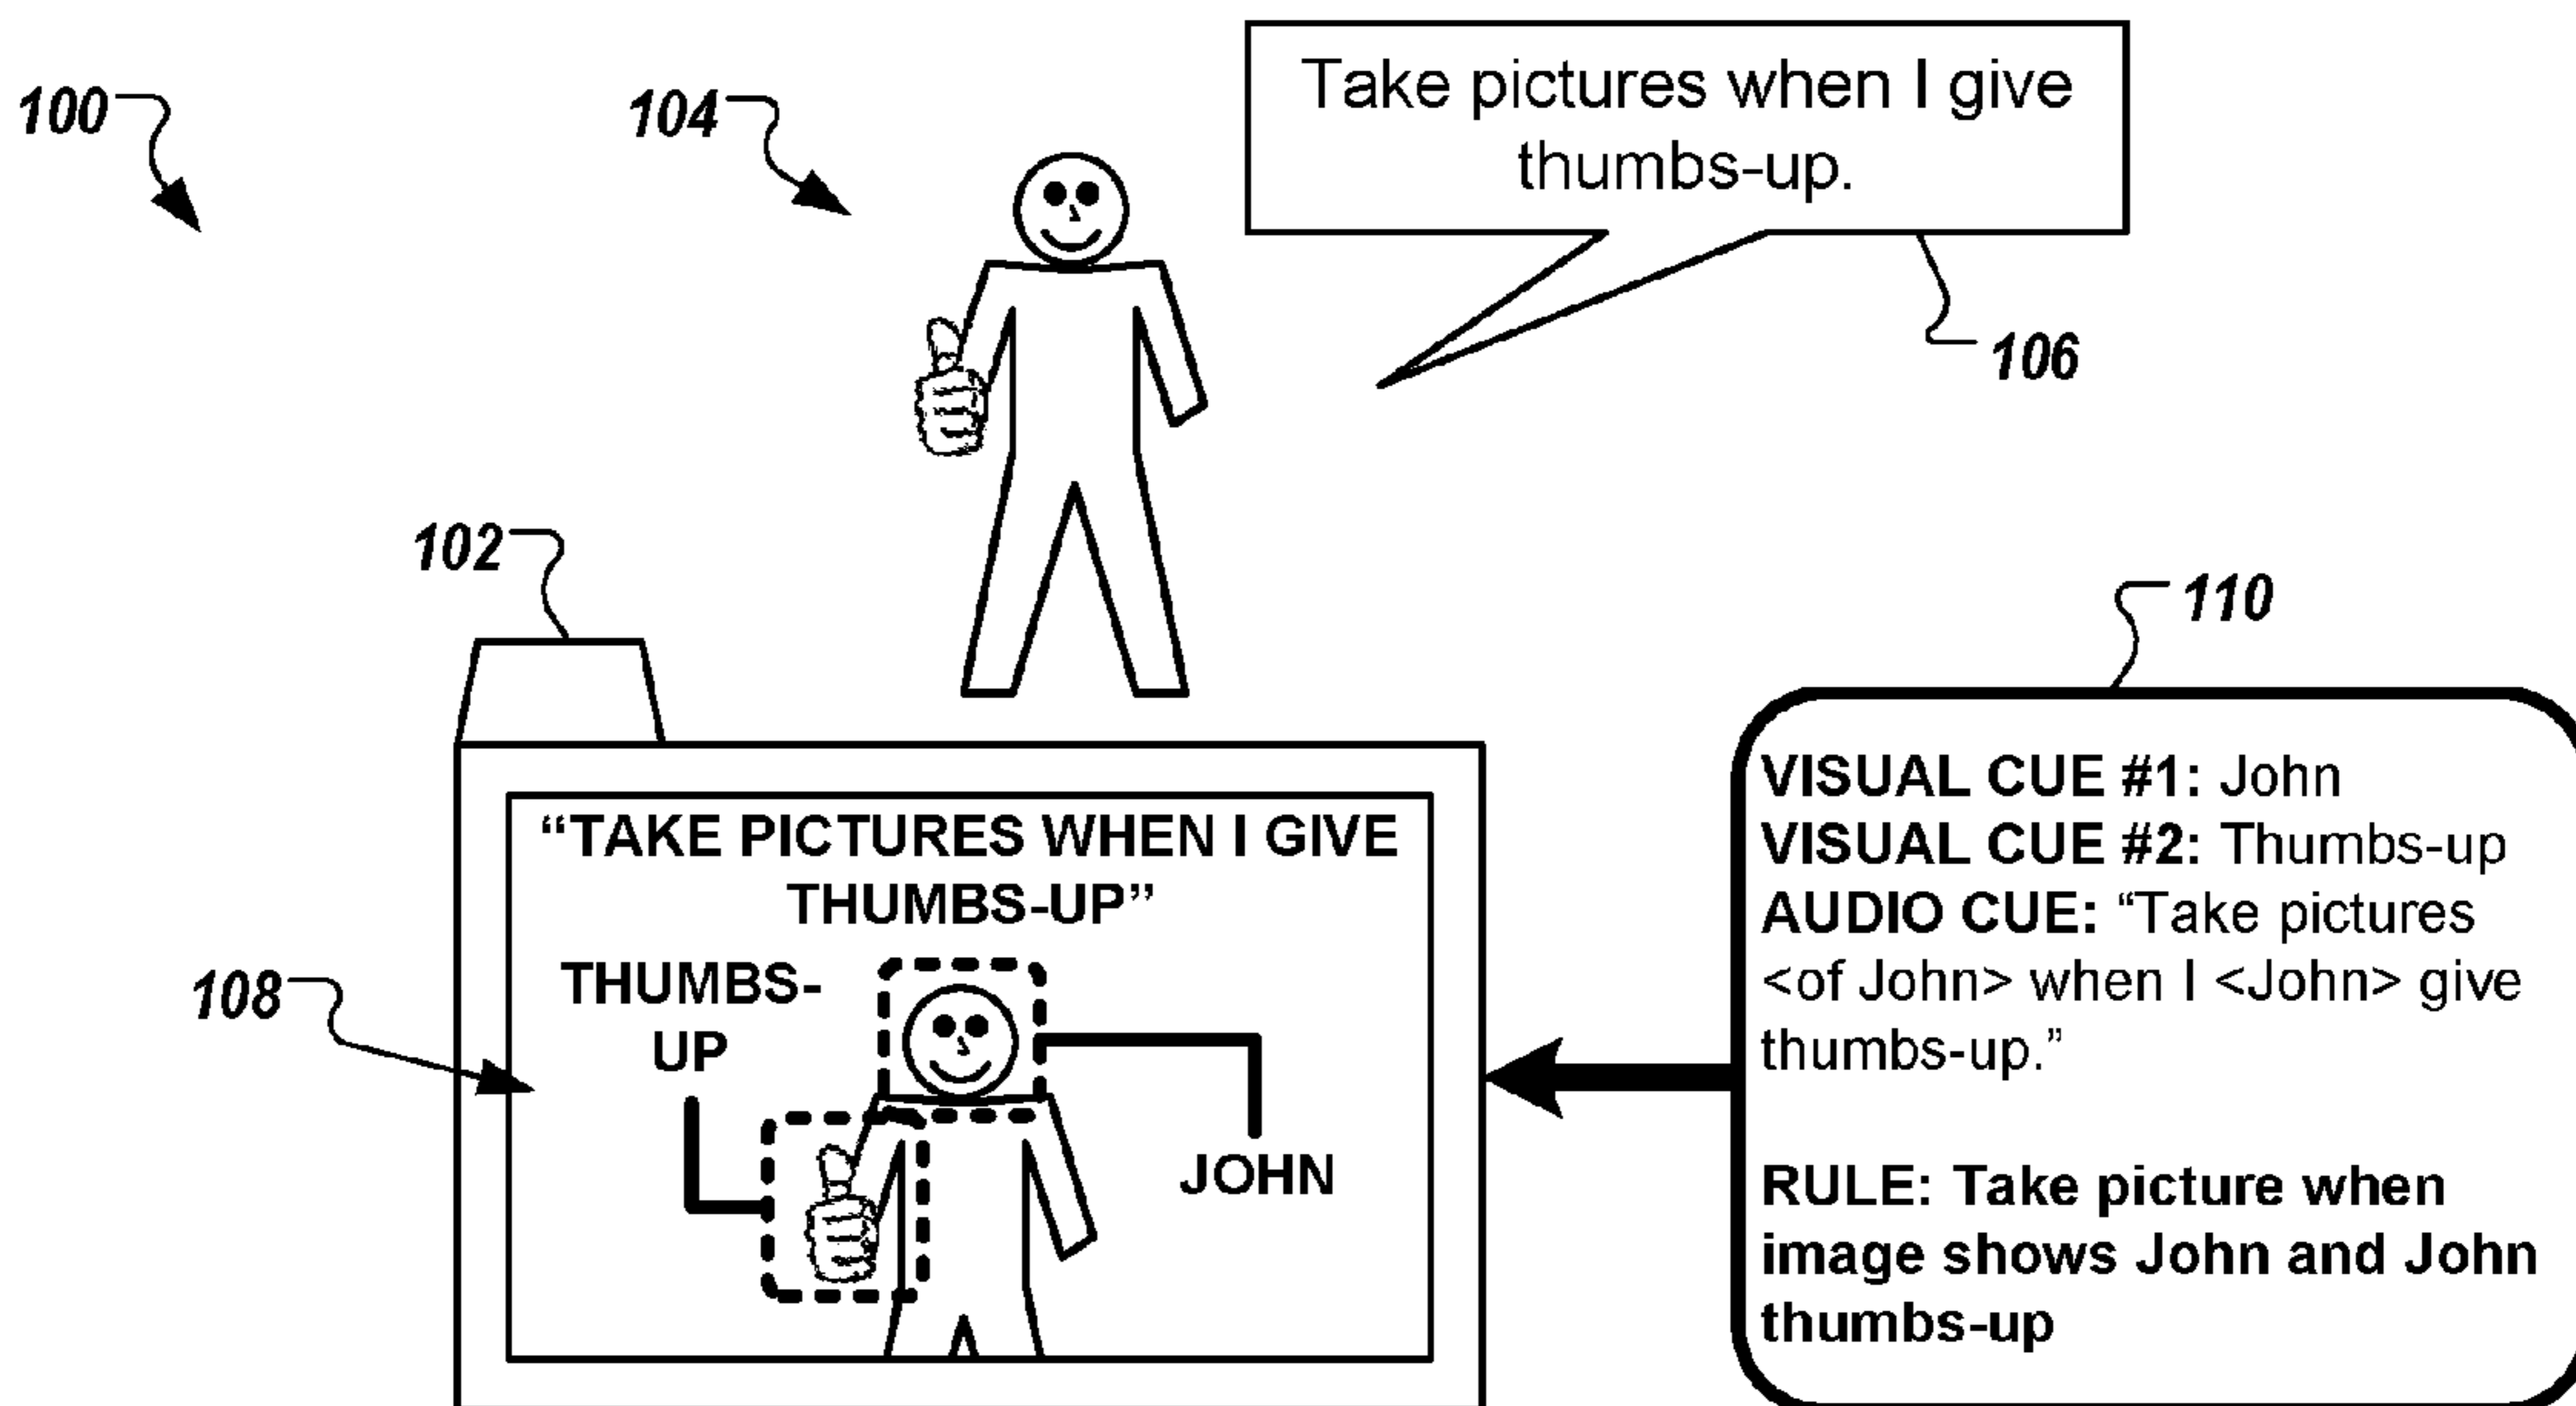 100
104
Take pictures when I give
thumbs-up.
106
102
110
108
“TAKE PICTURES WHEN I GIVE
THUMBS-UP”
THUMBS-
UP
JOHN
VISUAL CUE #1: John
VISUAL CUE #2: Thumbs-up
AUDIO CUE: “Take pictures
<of John> when I <John> give
thumbs-up.”
RULE: Take picture when
image shows John and John
thumbs-up